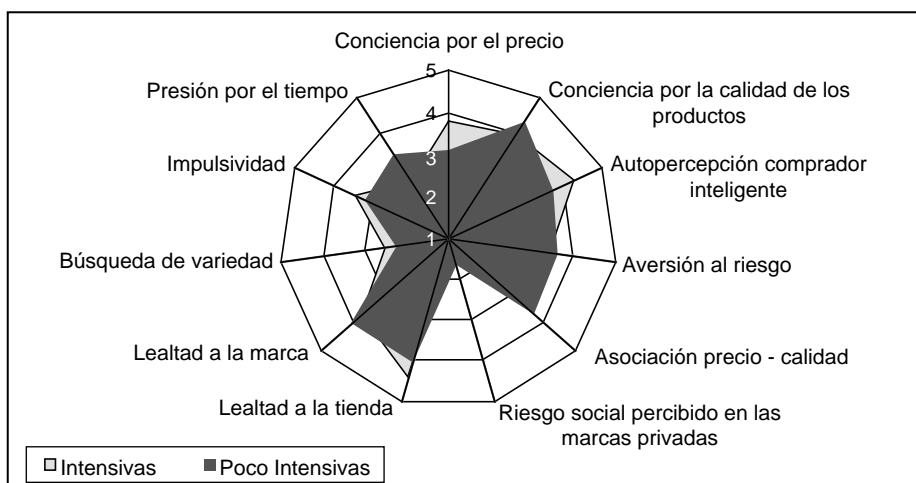 Conciencia por el precio
Presión por el tiempo
5
Conciencia por la calidad de los
productos
4
Impulsividad
3
Autopercepción comprador
inteligente
2
Búsqueda de variedad
1
Aversión al riesgo
Lealtad a la marca
Asociación precio - calidad
Lealtad a la tienda
Riesgo social percibido en las
marcas privadas
Intensivas
Poco Intensivas